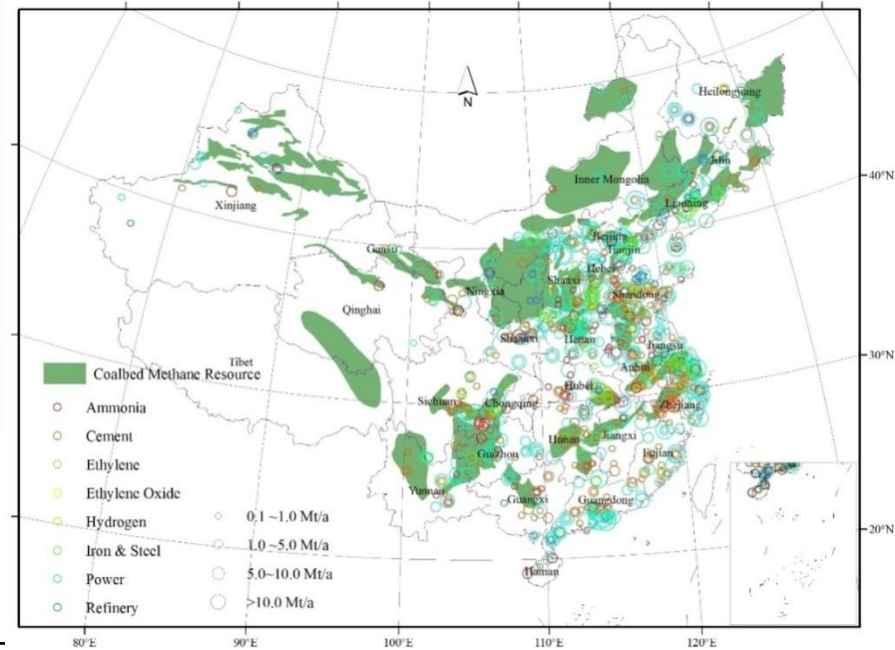 N
Heilongjiang
Jilin
Inner Mongolia
Liaoning
40°N
Xinjiang
Beijing
Tianjin
Gansu
Hebei
Shanxi
Ningxia
Shandong
Qinghai
Shaanxi
Henan
Jiangsu
30°N
Tibet
Anhui
Coalbed Methane Resource
Hubei
Sichuan
Chongqing
Zhejiang
Ammonia
Cement
Hunan
Jiangxi
Guzhou
Fujian
Ethylene
Ethylene Oxide
Yunnan
Guangxi
Guangdong
Hydrogen
0.1 ~1.0 Mt/a
20°N
Iron & Steel
1.0 ~5.0 Mt/a
Power
5.0~10.0 Mt/a
Hainan
Refinery
>10.0 Mt/a
80°E
90°E
100°E
110°E
120°E